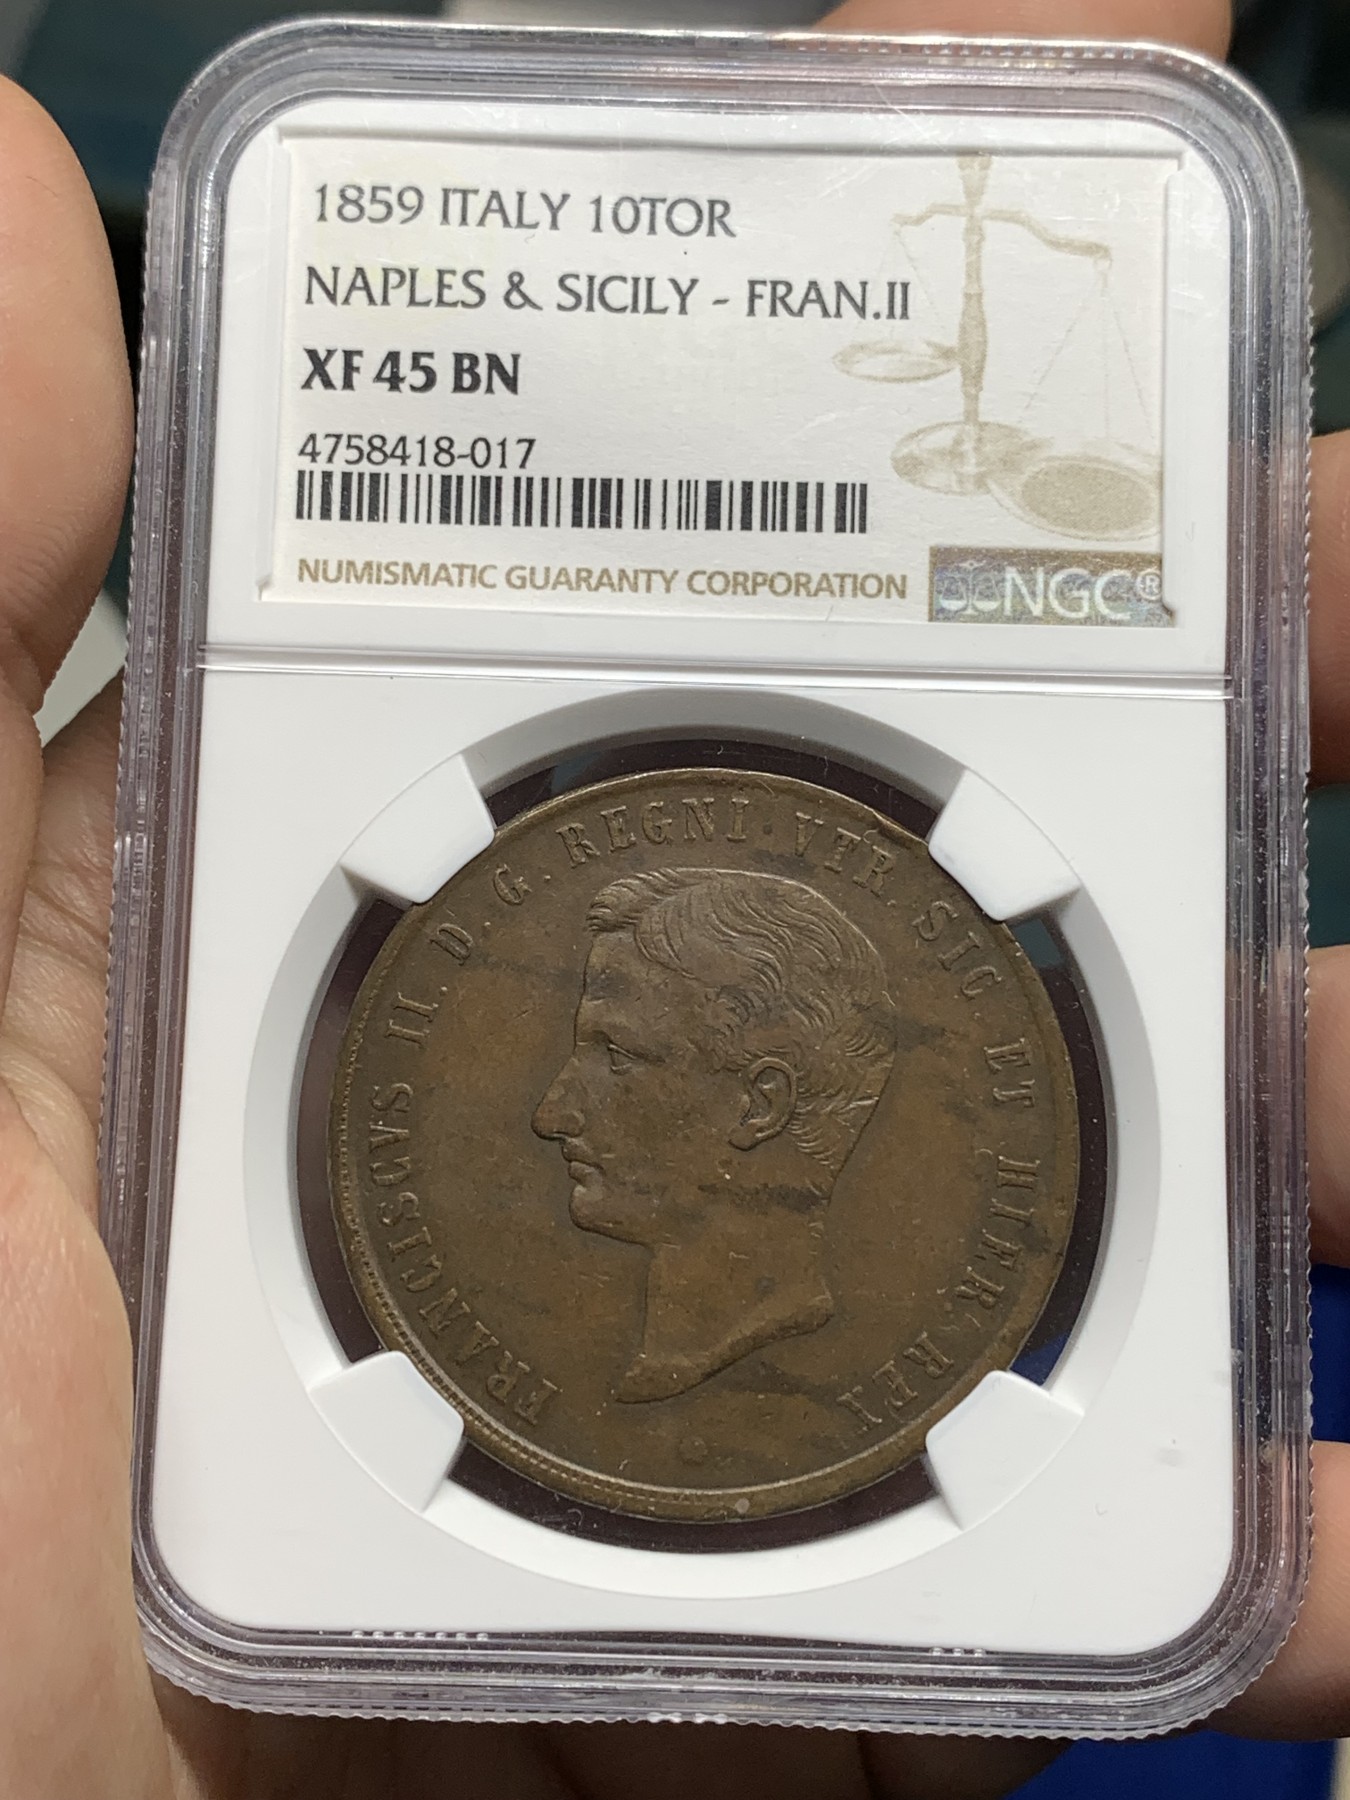 1859 ITALY 10TOR
NAPLES & SICILY - FRAN.II
XF 45 BN
4758418-017
NUMISMATIC GUARANTY CORPORATION
NGC®
FRANCISCVS II. D. G. REGNI VTR. SIC. ET HIER. REX